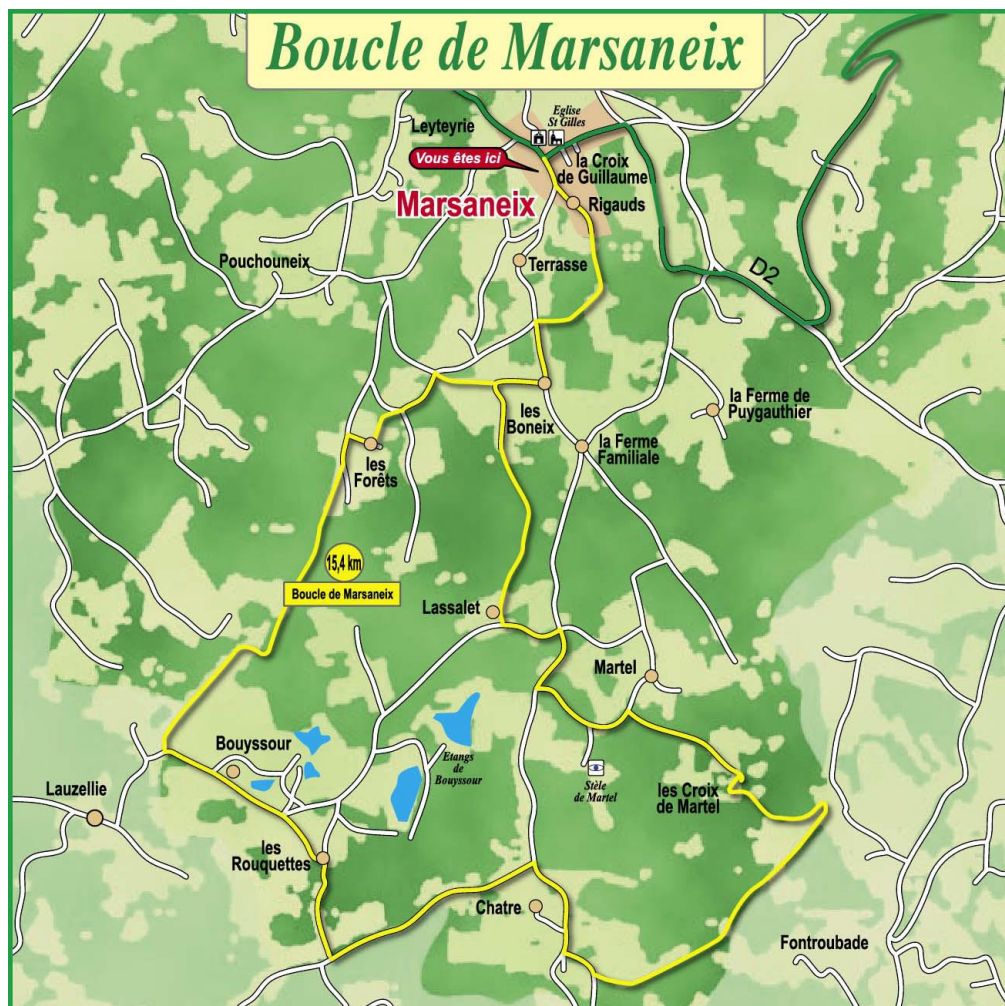 Boucle de Marsaneix
Eglise
St Gilles
Leyteyrie
Vous êtes ici
la Croix
de Guillaume
Marsaneix
Rigauds
Pouchouneix
Terrasse
D2
la Ferme de
Puygauthier
les
Boneix
la Ferme
Familiale
les
Forêts
15,4 km
Boucle de Marsaneix
Lassalet
Martel
Bouyssour
Etangs
de
Bouyssour
Stèle
de Martel
les Croix
de Martel
Lauzellie
les
Rouquettes
Chatre
Fontroubade